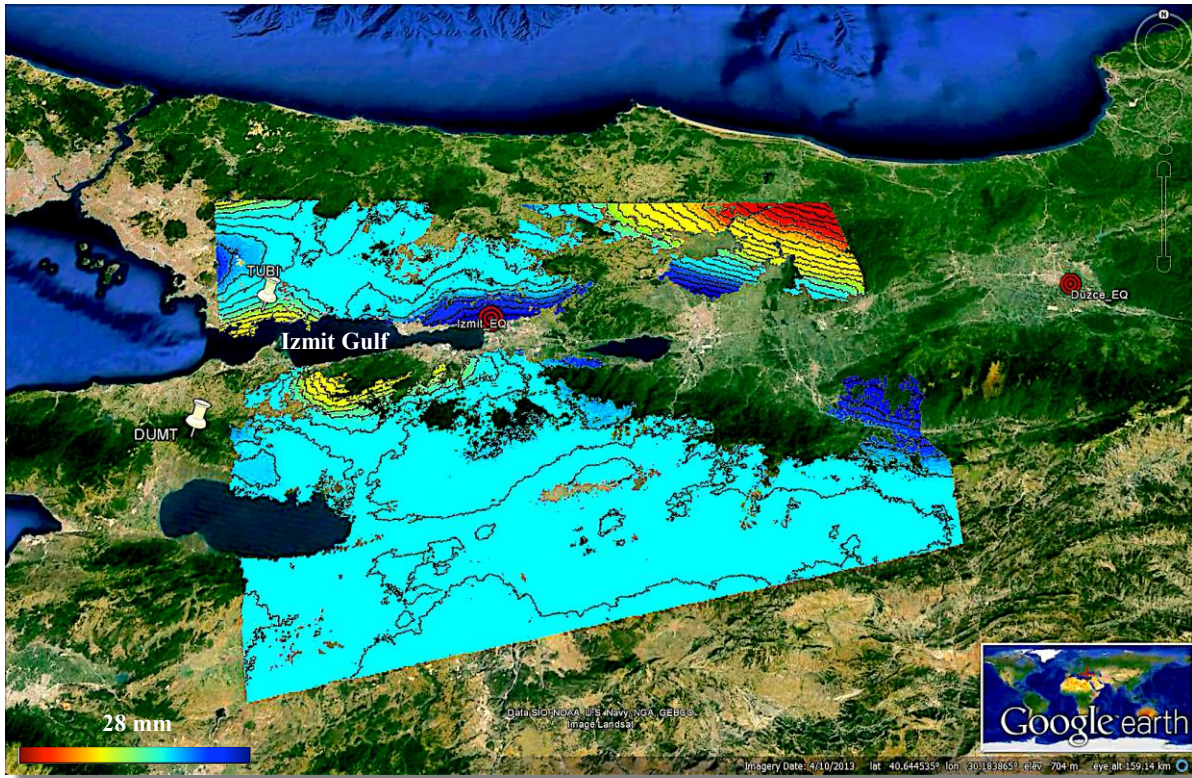 N
TUBI
Izmit_EQ
Düzce_EQ
Izmit Gulf
DUMT
28 mm
Data SIO, NOAA, U.S. Navy, NGA, GEBCO
Image Landsat
Google earth
Imagery Date: 4/10/2013 lat 40.644535° lon 30.183865° elev 704 m eye alt 159.14 km